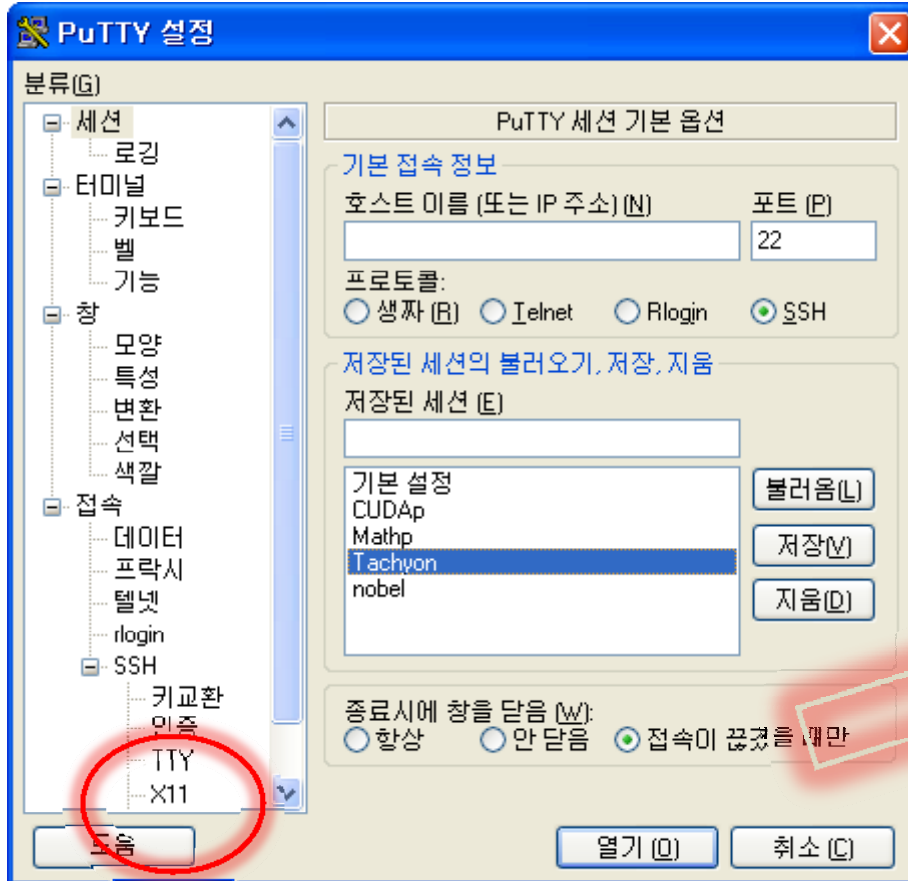 PuTTY 설정
분류(G)
세션
로깅
터미널
키보드
벨
기능
창
모양
특성
변환
선택
색깔
접속
데이터
프락시
텔넷
rlogin
SSH
키교환
인증
TTY
X11
도움
PuTTY 세션 기본 옵션
기본 접속 정보
호스트 이름 (또는 IP 주소) (N) 포트 (P)
22
프로토콜:
생짜 (R) Telnet Rlogin SSH
저장된 세션의 불러오기, 저장, 지움
저장된 세션 (E)
기본 설정
CUDAp
Mathp
Tachyon
nobel
불러옴(L)
저장(V)
지움(D)
종료시에 창을 닫음 (W):
항상 안 닫음 접속이 끊겼을 때만
열기 (O) 취소 (C)